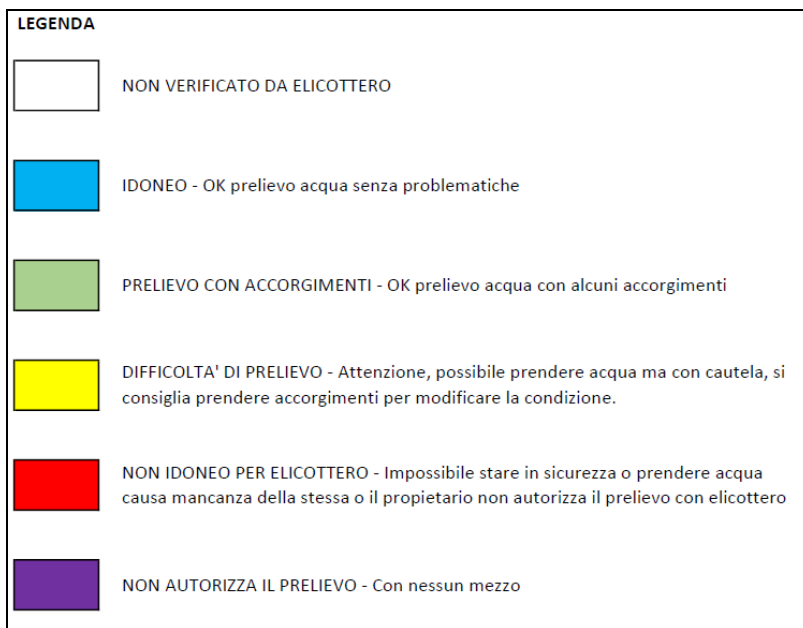 LEGENDA
NON VERIFICATO DA ELICOTTERO
IDONEO - OK prelievo acqua senza problematiche
PRELIEVO CON ACCORGIMENTI - OK prelievo acqua con alcuni accorgimenti
DIFFICOLTA' DI PRELIEVO - Attenzione, possibile prendere acqua ma con cautela, si
consiglia prendere accorgimenti per modificare la condizione.
NON IDONEO PER ELICOTTERO - Impossibile stare in sicurezza o prendere acqua
causa mancanza della stessa o il propietario non autorizza il prelievo con elicottero
NON AUTORIZZA IL PRELIEVO - Con nessun mezzo